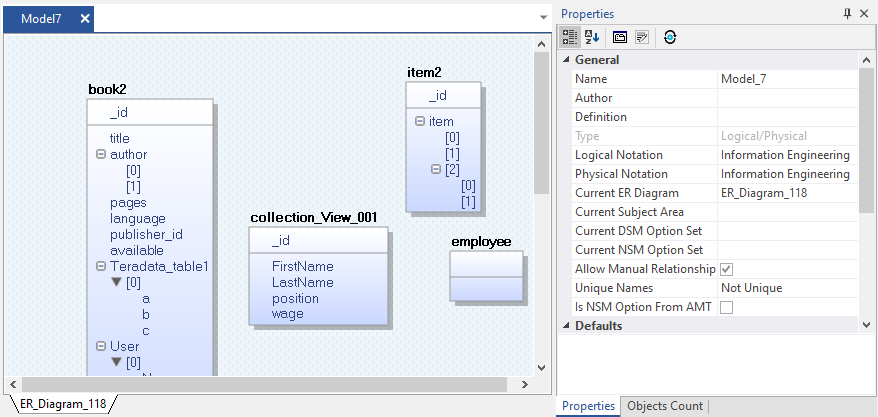 Model7
book2
_id
title
author
[0]
[1]
pages
language
publisher_id
available
Teradata_table1
[0]
a
b
c
User
[0]
collection_View_001
_id
FirstName
LastName
position
wage
item2
_id
item
[0]
[1]
[2]
[0]
[1]
employee
ER_Diagram_118
Properties
General
Name Model_7
Author
Definition
Type Logical/Physical
Logical Notation Information Engineering
Physical Notation Information Engineering
Current ER Diagram ER_Diagram_118
Current Subject Area
Current DSM Option Set
Current NSM Option Set
Allow Manual Relationship
Unique Names Not Unique
Is NSM Option From AMT
Defaults
Properties Objects Count